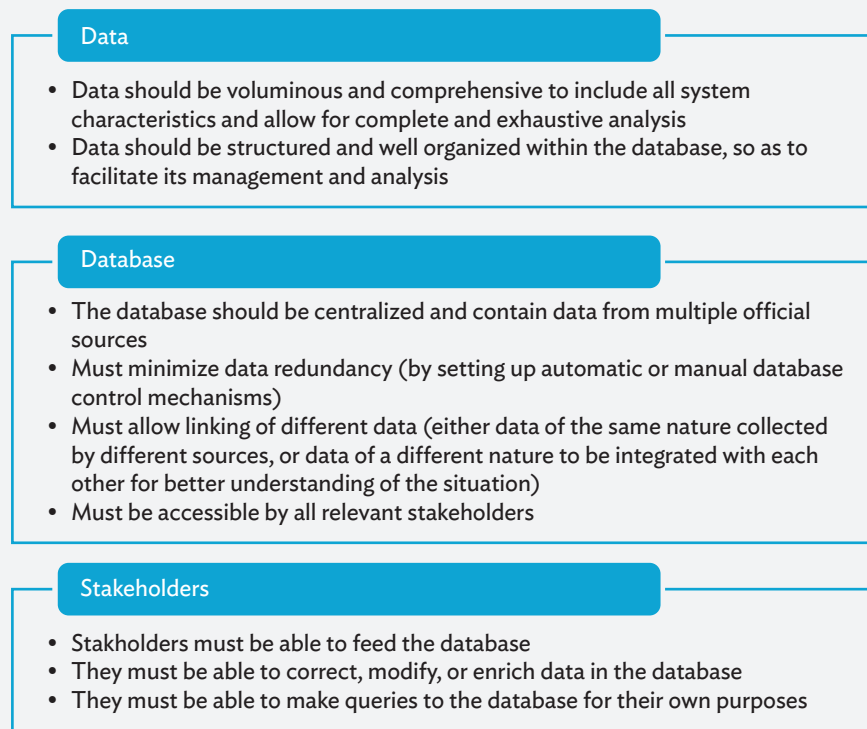 Data
• Data should be voluminous and comprehensive to include all system
characteristics and allow for complete and exhaustive analysis
• Data should be structured and well organized within the database, so as to
facilitate its management and analysis
Database
• The database should be centralized and contain data from multiple official
sources
• Must minimize data redundancy (by setting up automatic or manual database
control mechanisms)
• Must allow linking of different data (either data of the same nature collected
by different sources, or data of a different nature to be integrated with each
other for better understanding of the situation)
• Must be accessible by all relevant stakeholders
Stakeholders
• Stakholders must be able to feed the database
• They must be able to correct, modify, or enrich data in the database
• They must be able to make queries to the database for their own purposes